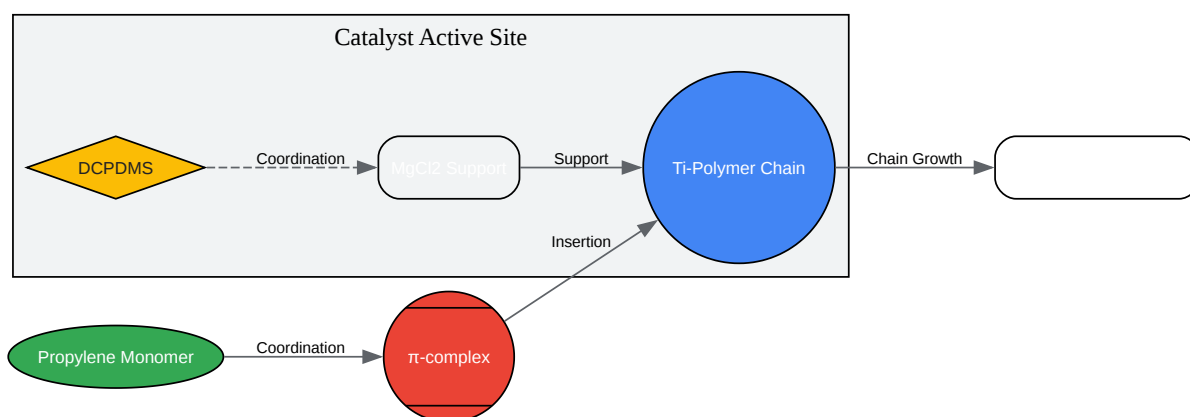 Catalyst Active Site
DCPDMS
Coordination
MgCl2 Support
Support
Ti-Polymer Chain
Chain Growth
Insertion
Propylene Monomer
Coordination
π-complex